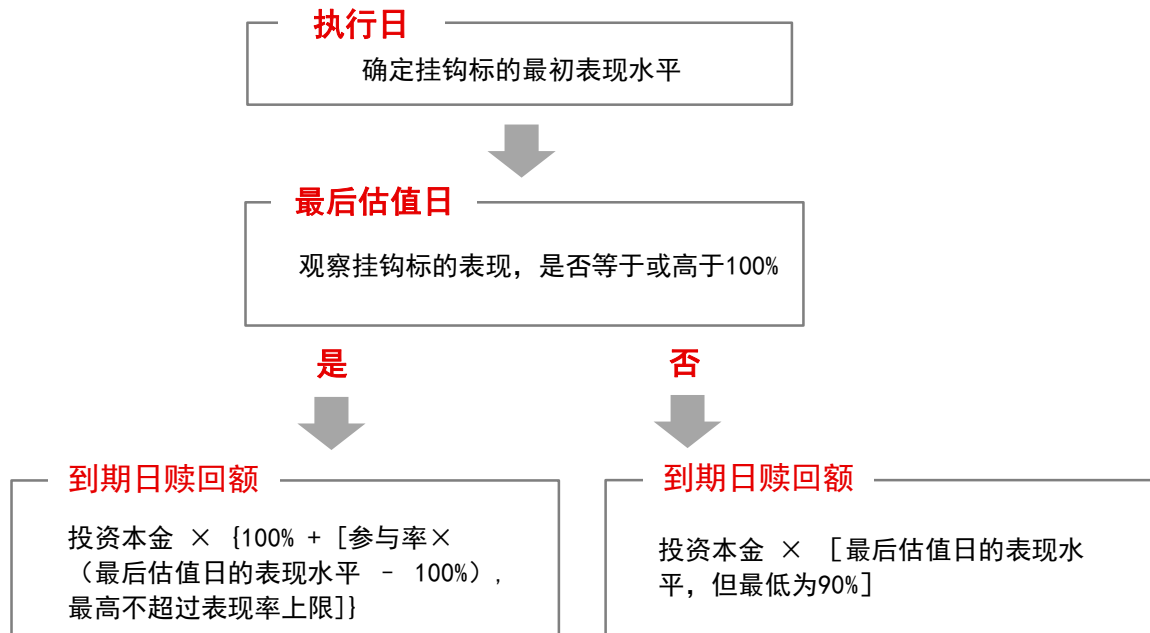 执行日
确定挂钩标的最初表现水平
最后估值日
观察挂钩标的表现，是否等于或高于100%
是
否
到期日赎回额
投资本金 × {100% + [参与率×
（最后估值日的表现水平 – 100%），
最高不超过表现率上限]}
到期日赎回额
投资本金 × ［最后估值日的表现水
平，但最低为90%］